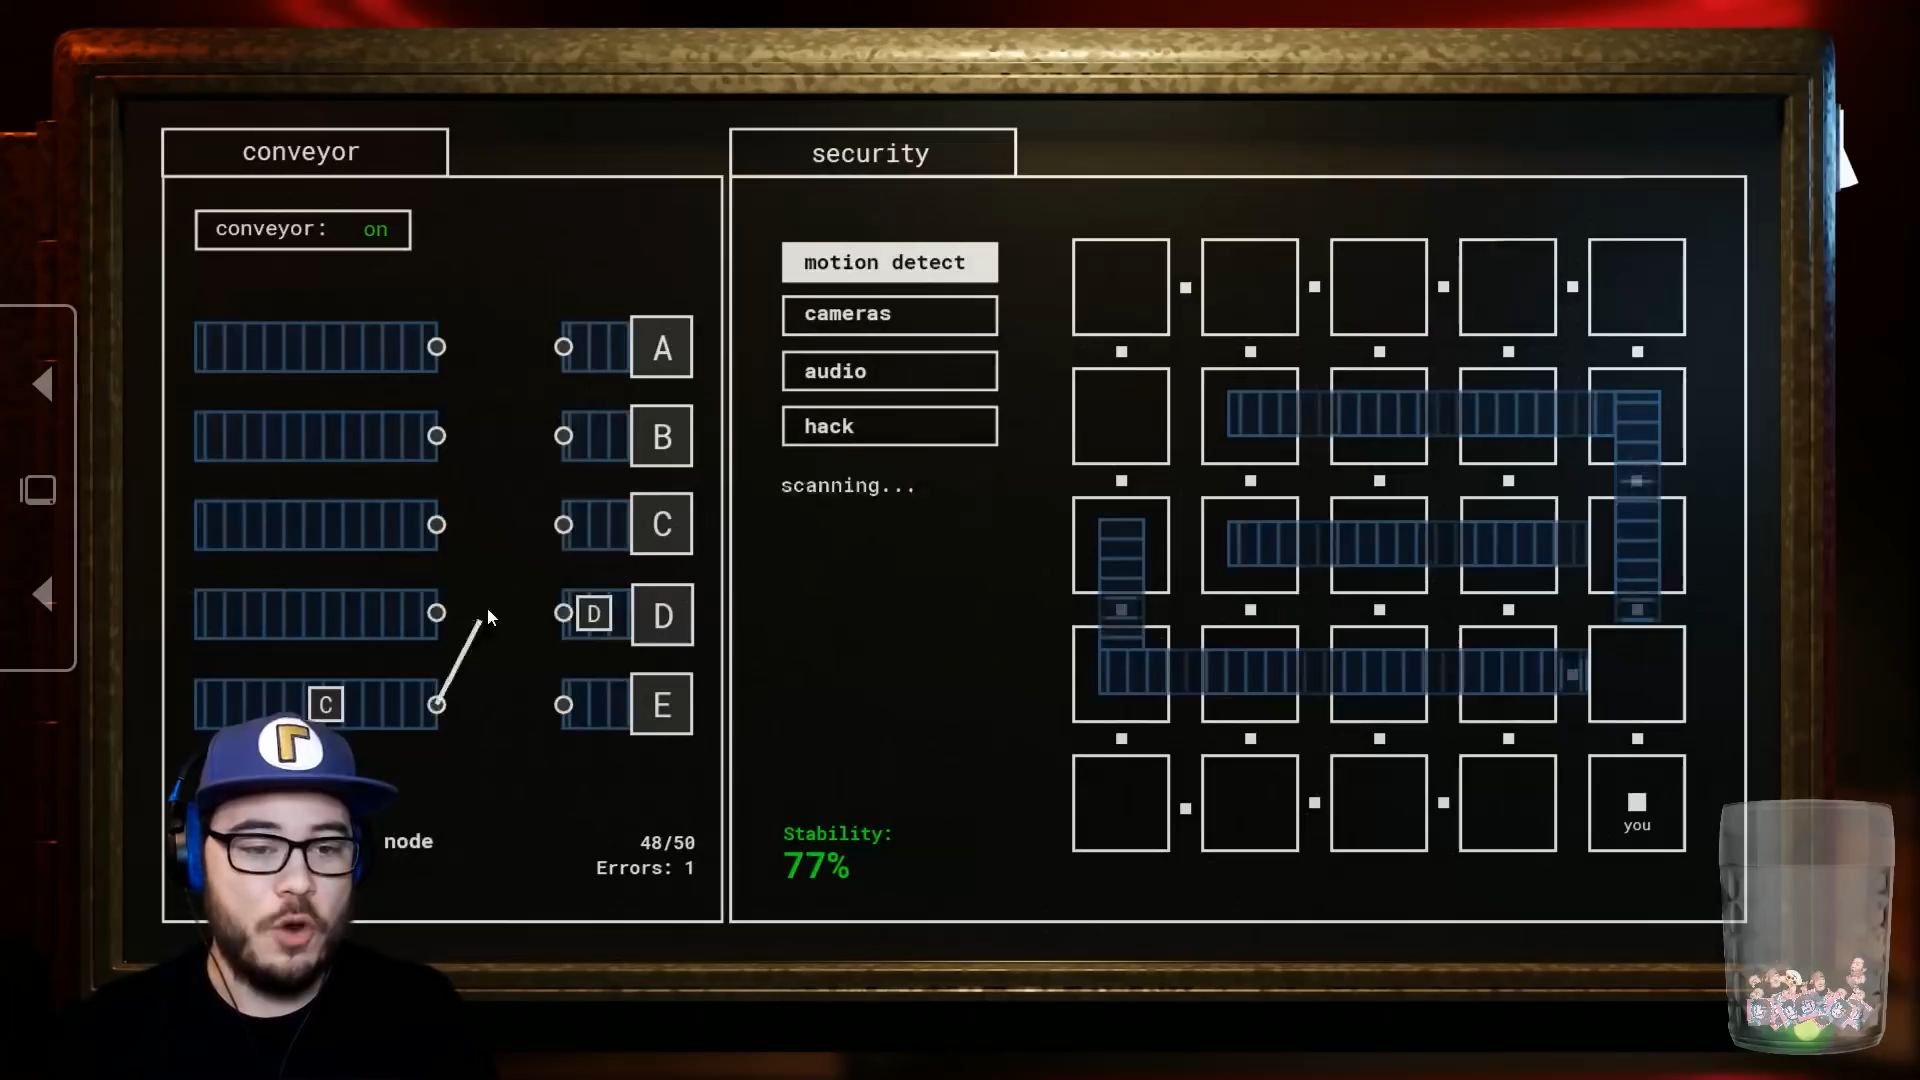 conveyor
conveyor: on
A
B
C
D D
C E
node
48/50
Errors: 1
security
motion detect
cameras
audio
hack
scanning...
Stability:
77%
you